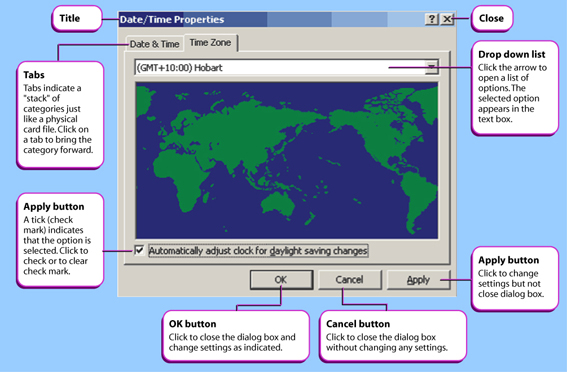 Title
Date/Time Properties
Close
Date & Time
Time Zone
(GMT+10:00) Hobart
Drop down list
Click the arrow to
open a list of
options. The
selected option
appears in the
text box.
Tabs
Tabs indicate a
"stack" of
categories just
like a physical
card file. Click on
a tab to bring the
category forward.
Apply button
A tick (check
mark) indicates
that the option is
selected. Click to
check or to clear
check mark.
Automatically adjust clock for daylight saving changes
OK
Cancel
Apply
Apply button
Click to change
settings but not
close dialog box.
OK button
Click to close the dialog box and
change settings as indicated.
Cancel button
Click to close the dialog box
without changing any settings.